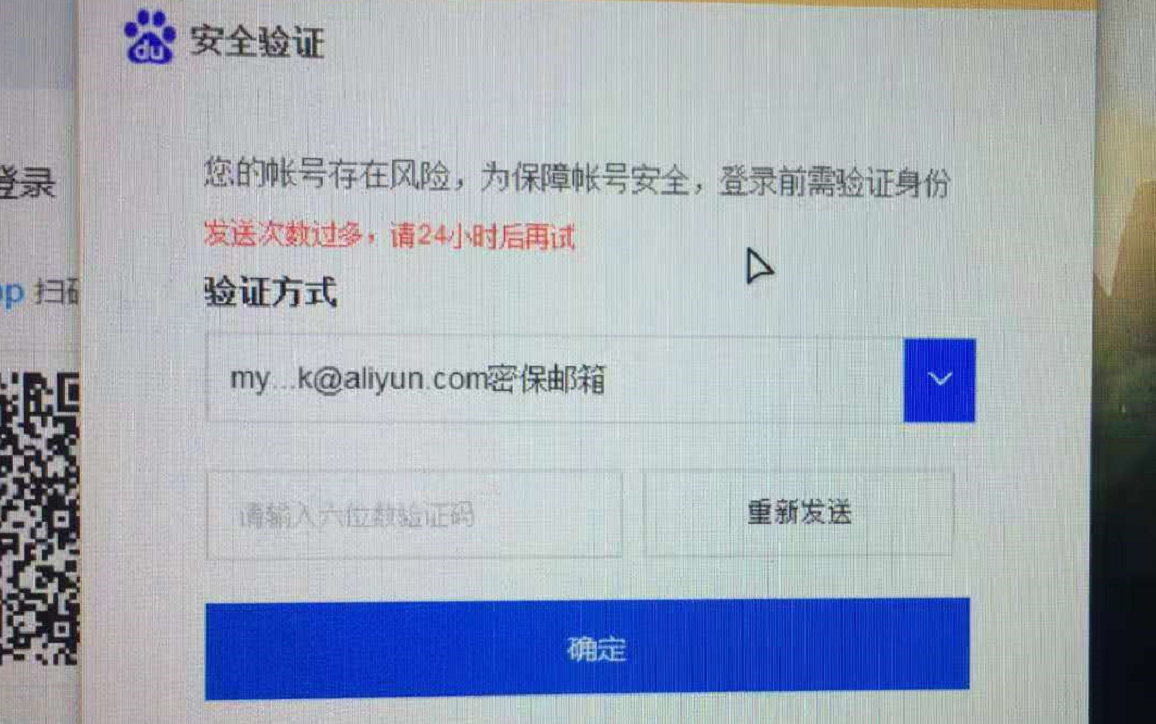 du 安全验证
登录
您的帐号存在风险，为保障帐号安全，登录前需验证身份
发送次数过多，请24小时后再试
pp 扫码
验证方式
my...k@aliyun.com密保邮箱
请输入六位数验证码
重新发送
确定